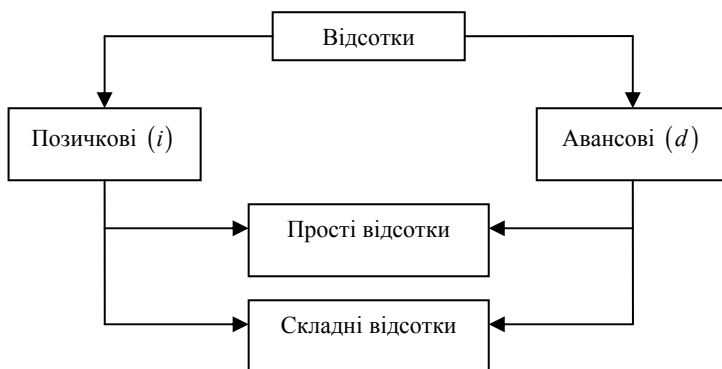 Відсотки
Позичкові (i)
Авансові (d)
Прості відсотки
Складні відсотки